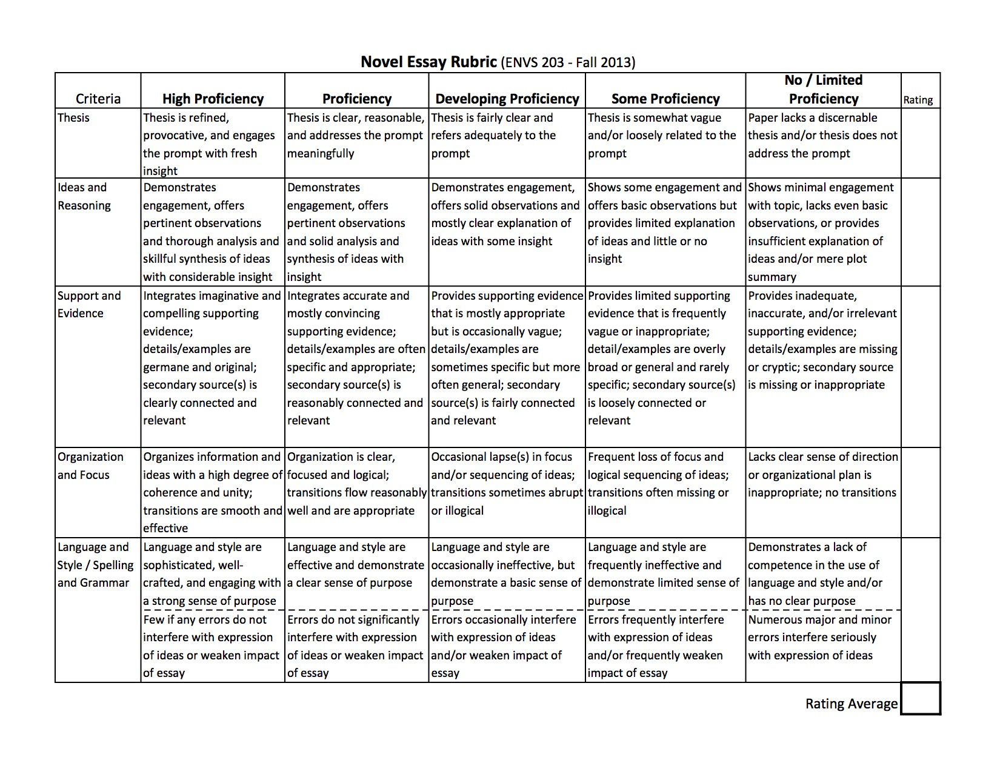 Novel Essay Rubric (ENVS 203 - Fall 2013)
Criteria
High Proficiency
Proficiency
Developing Proficiency
Some Proficiency
No / Limited
Proficiency
Rating
Thesis
Thesis is refined,
provocative, and engages
the prompt with fresh
insight
Thesis is clear, reasonable,
and addresses the prompt
meaningfully
Thesis is fairly clear and
refers adequately to the
prompt
Thesis is somewhat vague
and/or loosely related to the
prompt
Paper lacks a discernable
thesis and/or thesis does not
address the prompt
Ideas and
Reasoning
Demonstrates
engagement, offers
pertinent observations
and thorough analysis and
skillful synthesis of ideas
with considerable insight
Demonstrates
engagement, offers
pertinent observations
and solid analysis and
synthesis of ideas with
insight
Demonstrates engagement,
offers solid observations and
mostly clear explanation of
ideas with some insight
Shows some engagement and
offers basic observations but
provides limited explanation
of ideas and little or no
insight
Shows minimal engagement
with topic, lacks even basic
observations, or provides
insufficient explanation of
ideas and/or mere plot
summary
Support and
Evidence
Integrates imaginative and
compelling supporting
evidence;
details/examples are
germane and original;
secondary source(s) is
clearly connected and
relevant
Integrates accurate and
mostly convincing
supporting evidence;
details/examples are often
specific and appropriate;
secondary source(s) is
reasonably connected and
relevant
Provides supporting evidence
that is mostly appropriate
but is occasionally vague;
details/examples are
sometimes specific but more
often general; secondary
source(s) is fairly connected
and relevant
Provides limited supporting
evidence that is frequently
vague or inappropriate;
detail/examples are overly
broad or general and rarely
specific; secondary source(s)
is loosely connected or
relevant
Provides inadequate,
inaccurate, and/or irrelevant
supporting evidence;
details/examples are missing
or cryptic; secondary source
is missing or inappropriate
Organization
and Focus
Organizes information and
ideas with a high degree of
coherence and unity;
transitions are smooth and
effective
Organization is clear,
focused and logical;
transitions flow reasonably
well and are appropriate
Occasional lapse(s) in focus
and/or sequencing of ideas;
transitions sometimes abrupt
or illogical
Frequent loss of focus and
logical sequencing of ideas;
transitions often missing or
illogical
Lacks clear sense of direction
or organizational plan is
inappropriate; no transitions
Language and
Style / Spelling
and Grammar
Language and style are
sophisticated, well-
crafted, and engaging with
a strong sense of purpose
Language and style are
effective and demonstrate
a clear sense of purpose
Language and style are
occasionally ineffective, but
demonstrate a basic sense of
purpose
Language and style are
frequently ineffective and
demonstrate limited sense of
purpose
Demonstrates a lack of
competence in the use of
language and style and/or
has no clear purpose
Few if any errors do not
interfere with expression
of ideas or weaken impact
of essay
Errors do not significantly
interfere with expression
of ideas or weaken impact
of essay
Errors occasionally interfere
with expression of ideas
and/or weaken impact of
essay
Errors frequently interfere
with expression of ideas
and/or frequently weaken
impact of essay
Numerous major and minor
errors interfere seriously
with expression of ideas
Rating Average